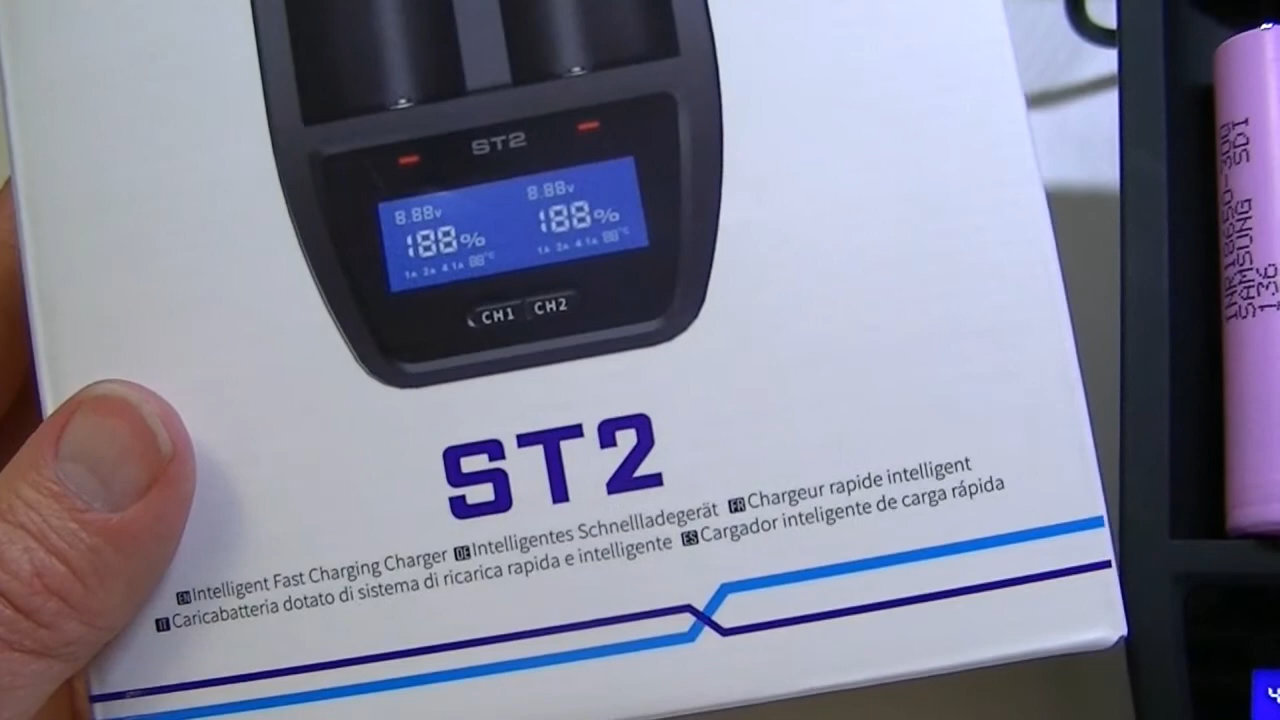 ST2
8.88v 8.88v
188% 188%
1A 2A 4.1A 88°C 1A 2A 4.1A 88°C
CH1 CH2
ST2
EN Intelligent Fast Charging Charger DE Intelligentes Schnellladegerät FR Chargeur rapide intelligent
IT Caricabatteria dotato di sistema di ricarica rapida e intelligente ES Cargador inteligente de carga rápida
INR18650-30Q
SAMSUNG SDI
136